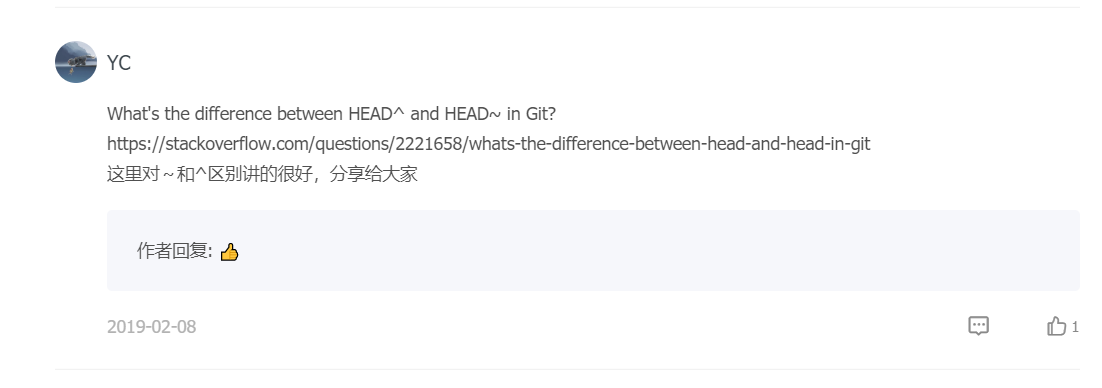 YC
What's the difference between HEAD^ and HEAD~ in Git?
https://stackoverflow.com/questions/2221658/whats-the-difference-between-head-and-head-in-git
这里对～和^区别讲的很好，分享给大家
作者回复: 👍
2019-02-08
1